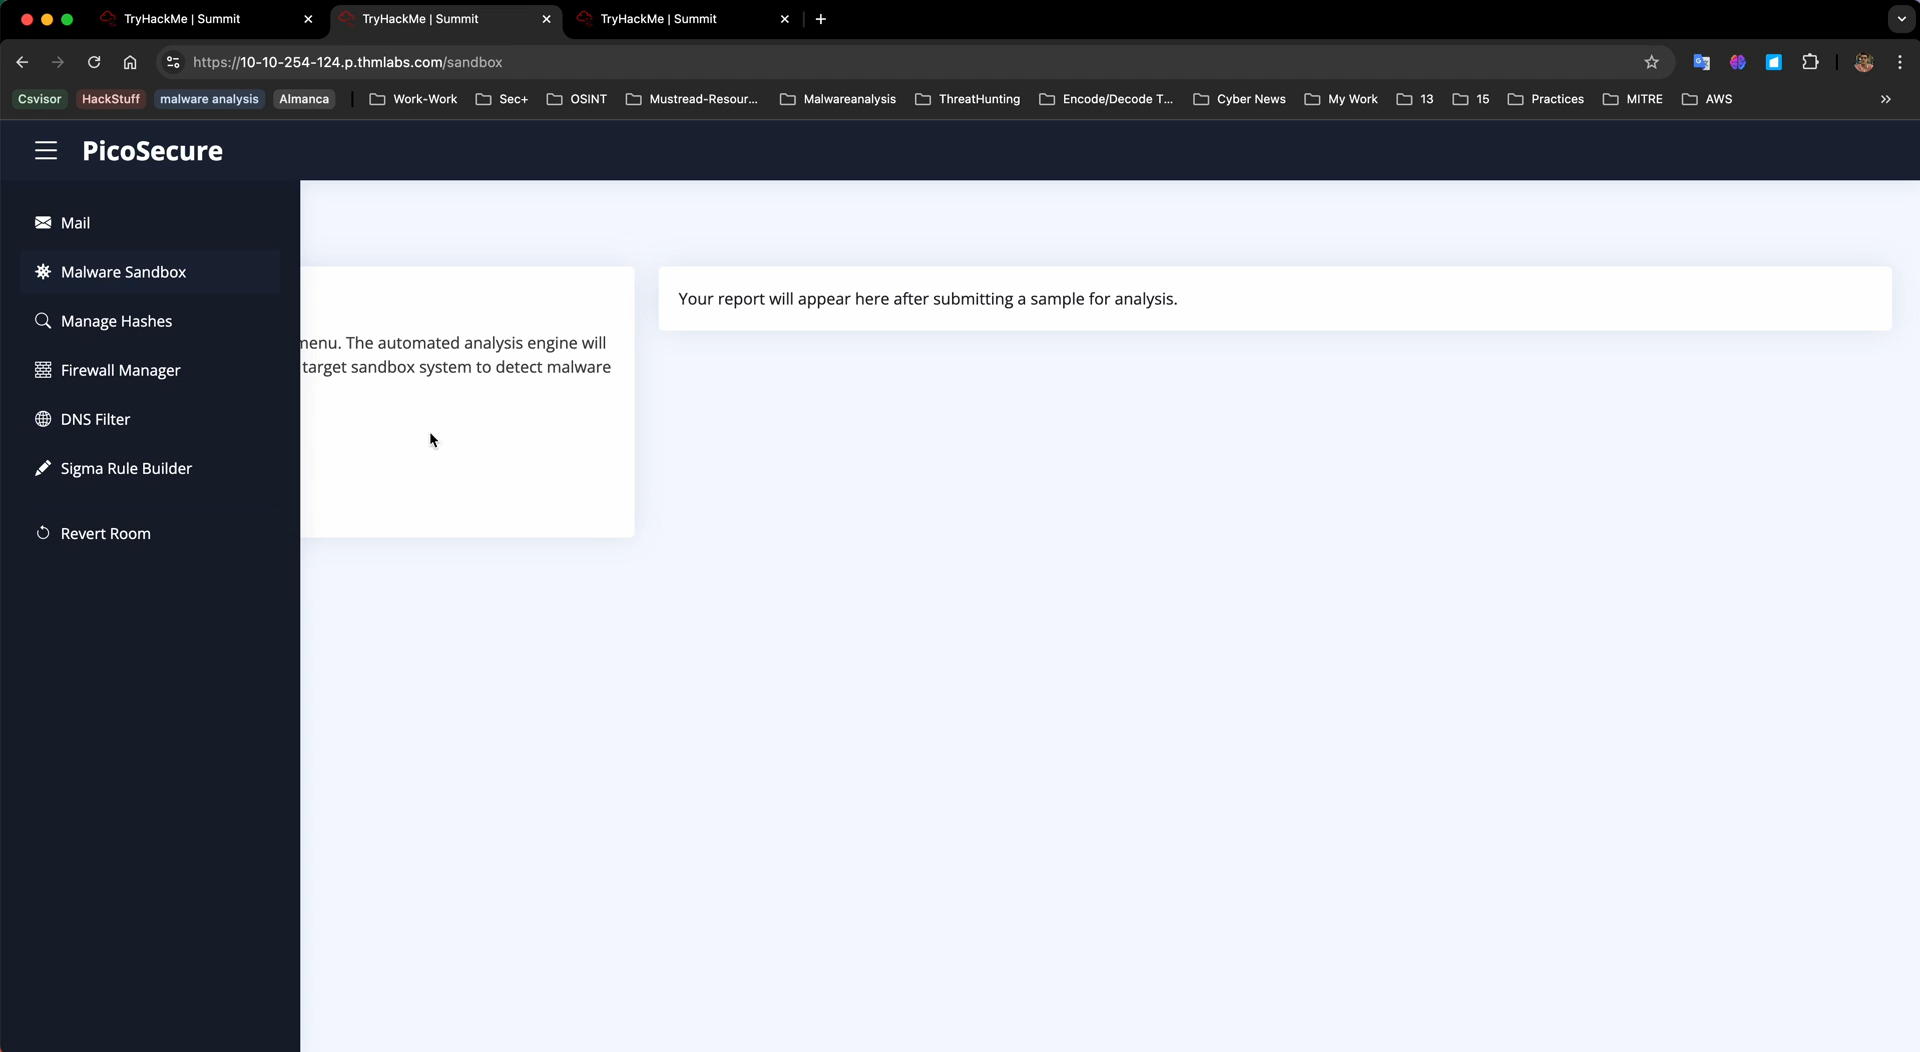 TryHackMe | Summit
TryHackMe | Summit
TryHackMe | Summit
https://10-10-254-124.p.thmlabs.com/sandbox
Csvisor
HackStuff
malware analysis
Almanca
Work-Work
Sec+
OSINT
Mustread-Resour...
Malwareanalysis
ThreatHunting
Encode/Decode T...
Cyber News
My Work
13
15
Practices
MITRE
AWS
PicoSecure
Mail
Malware Sandbox
Manage Hashes
Firewall Manager
DNS Filter
Sigma Rule Builder
Revert Room
menu. The automated analysis engine will
target sandbox system to detect malware
Your report will appear here after submitting a sample for analysis.